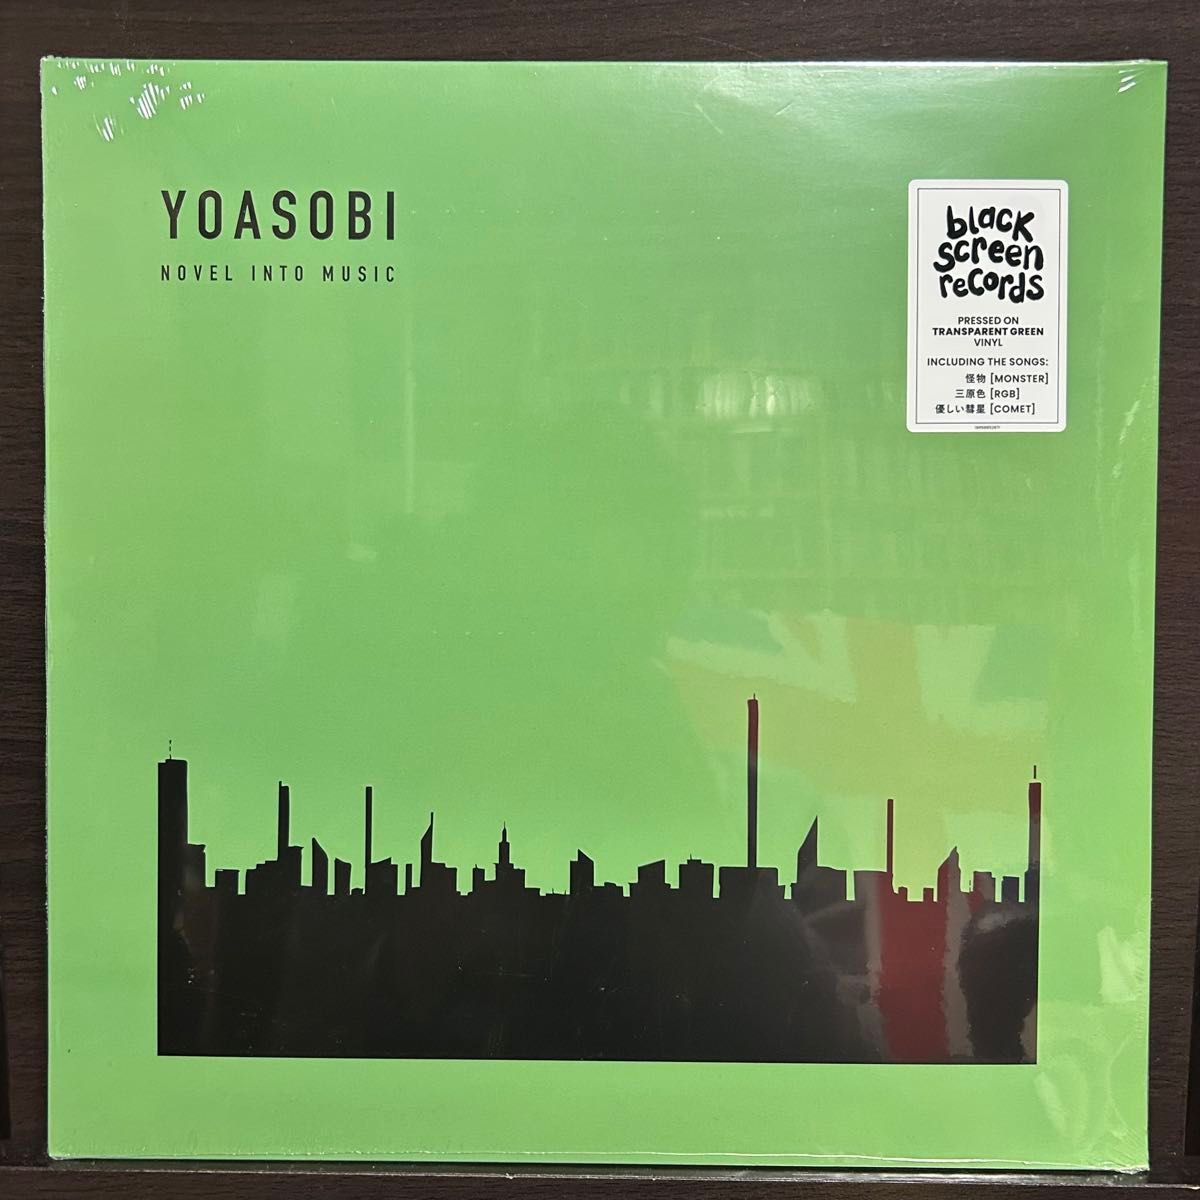 YOASOBI
NOVEL INTO MUSIC
black
screen
records
PRESSED ON
TRANSPARENT GREEN
VINYL
INCLUDING THE SONGS:
怪物 [MONSTER]
三原色 [RGB]
優しい彗星 [COMET]